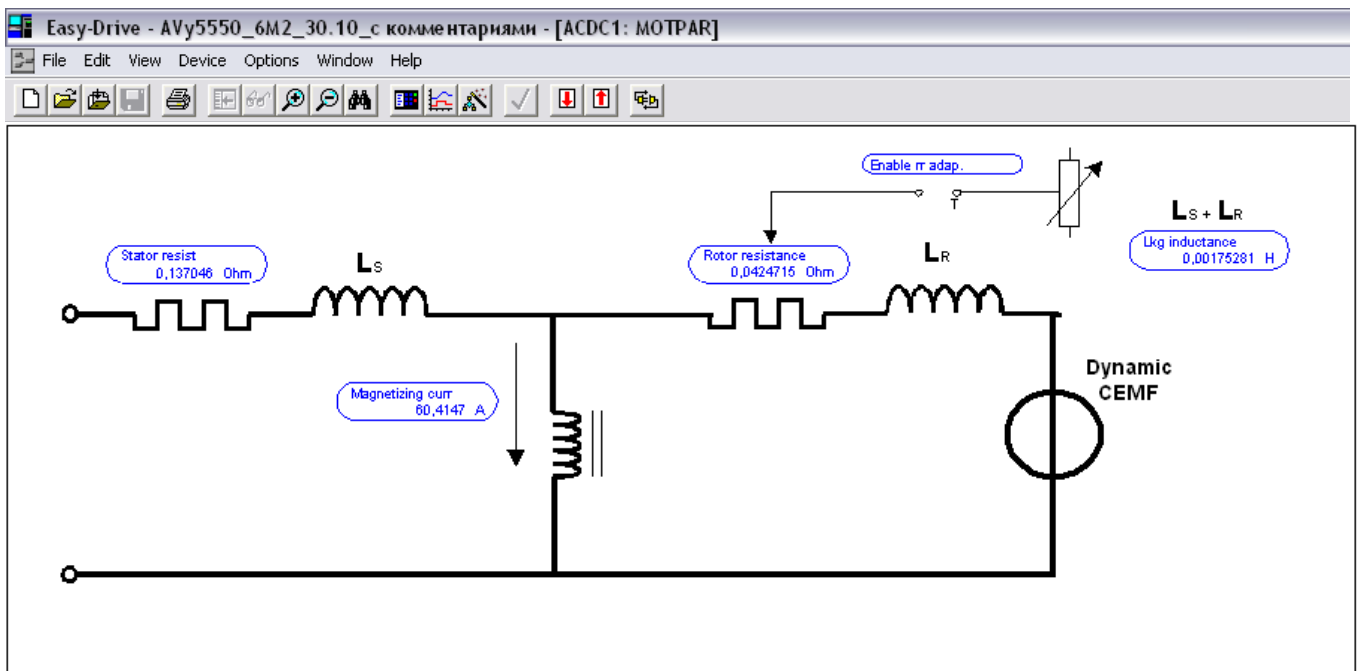 Easy-Drive - AVy5550_6M2_30.10_с комментариями - [ACDC1: MOTPAR]
File Edit View Device Options Window Help
Enable rr adap.
T
Ls + LR
Stator resist
0,137046 Ohm
Ls
Rotor resistance
0,0424715 Ohm
LR
Lkg inductance
0,00175281 H
Magnetizing curr
60,4147 A
Dynamic
CEMF